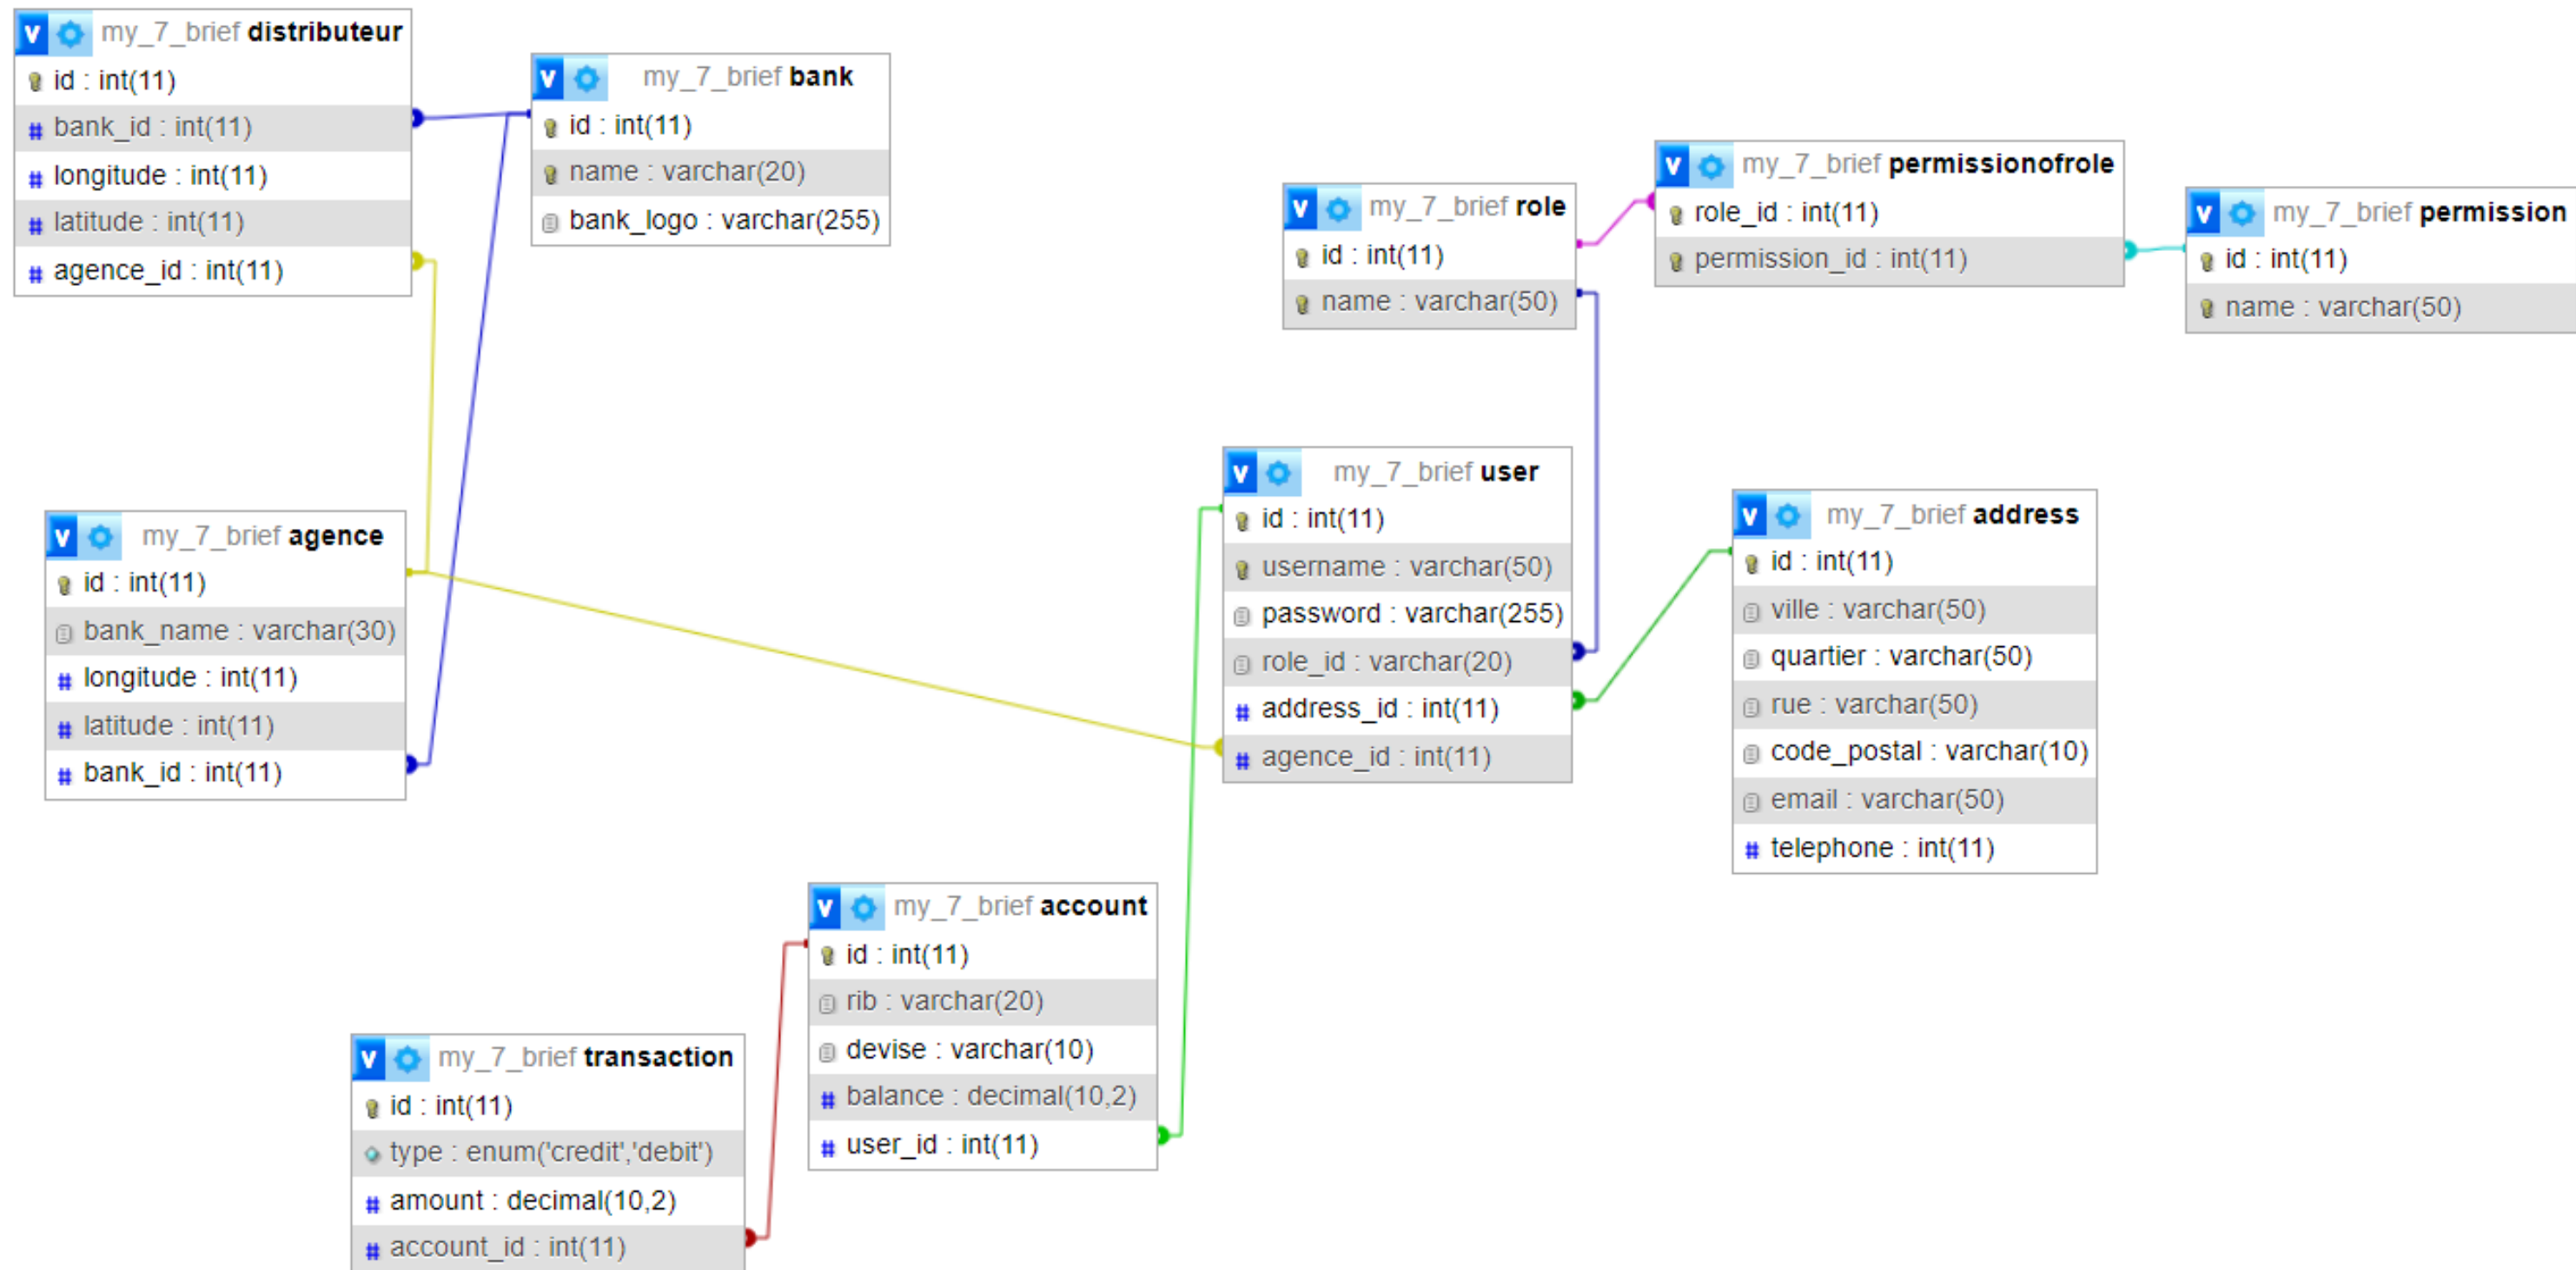 my_7_brief distributeur
id : int(11)
bank_id : int(11)
longitude : int(11)
latitude : int(11)
agence_id : int(11)
my_7_brief bank
id : int(11)
name : varchar(20)
bank_logo : varchar(255)
my_7_brief role
id : int(11)
name : varchar(50)
my_7_brief permissionofrole
role_id : int(11)
permission_id : int(11)
my_7_brief permission
id : int(11)
name : varchar(50)
my_7_brief agence
id : int(11)
bank_name : varchar(30)
longitude : int(11)
latitude : int(11)
bank_id : int(11)
my_7_brief user
id : int(11)
username : varchar(50)
password : varchar(255)
role_id : varchar(20)
address_id : int(11)
agence_id : int(11)
my_7_brief address
id : int(11)
ville : varchar(50)
quartier : varchar(50)
rue : varchar(50)
code_postal : varchar(10)
email : varchar(50)
telephone : int(11)
my_7_brief account
id : int(11)
rib : varchar(20)
devise : varchar(10)
balance : decimal(10,2)
user_id : int(11)
my_7_brief transaction
id : int(11)
type : enum('credit','debit')
amount : decimal(10,2)
account_id : int(11)